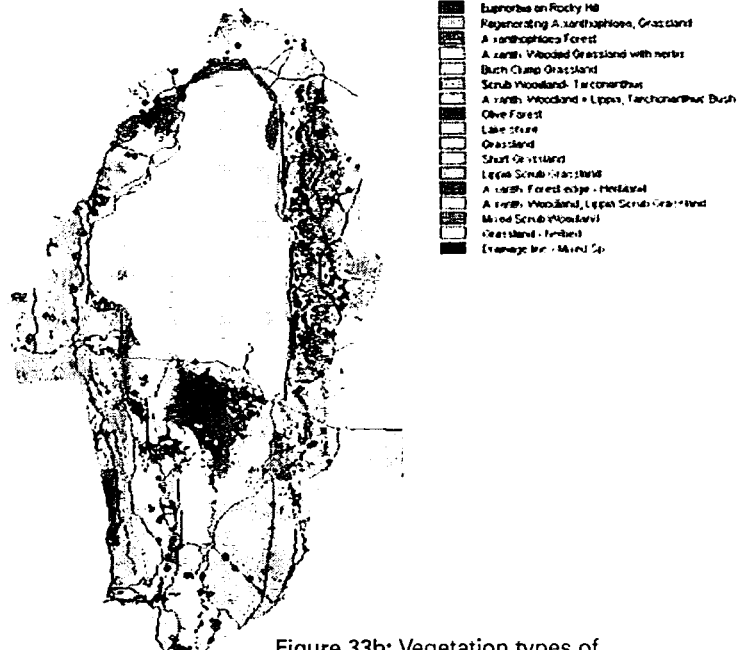 Euphorbia on Rocky Hill
Regenerating A.xanthophloea, Grassland
A xanthophloea Forest
A xanth Wooded Grassland with herbs
Bush Clump Grassland
Scrub Woodland- Tarconanthus
A xanth Woodland + Lippia, Tarchonanthus Bush
Olive Forest
Lake shore
Grassland
Short Grassland
Lippia Scrub Grassland
A xanth Forest edge - Herbland
A xanth Woodland, Lippia Scrub Grassland
Mixed Scrub Woodland
Grassland - herbed
Drainage line - Mixed Sp
Figure 33b: Vegetation types of